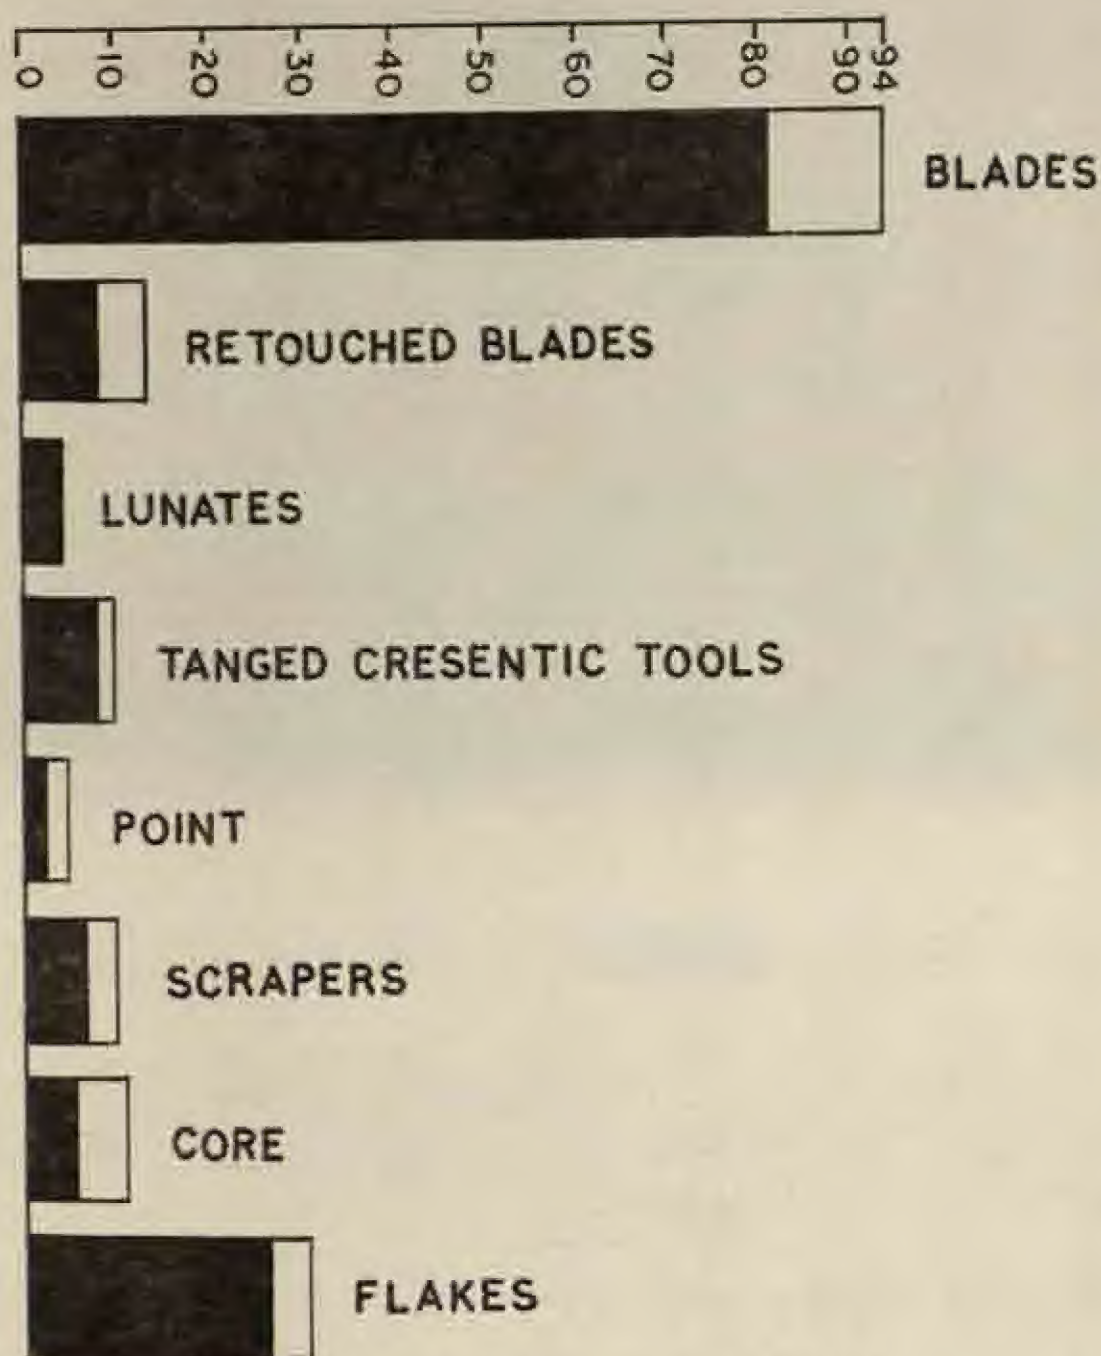 0 10 20 30 40 50 60 70 80 90 94
BLADES
RETOUCHED BLADES
LUNATES
TANGED CRESENTIC TOOLS
POINT
SCRAPERS
CORE
FLAKES